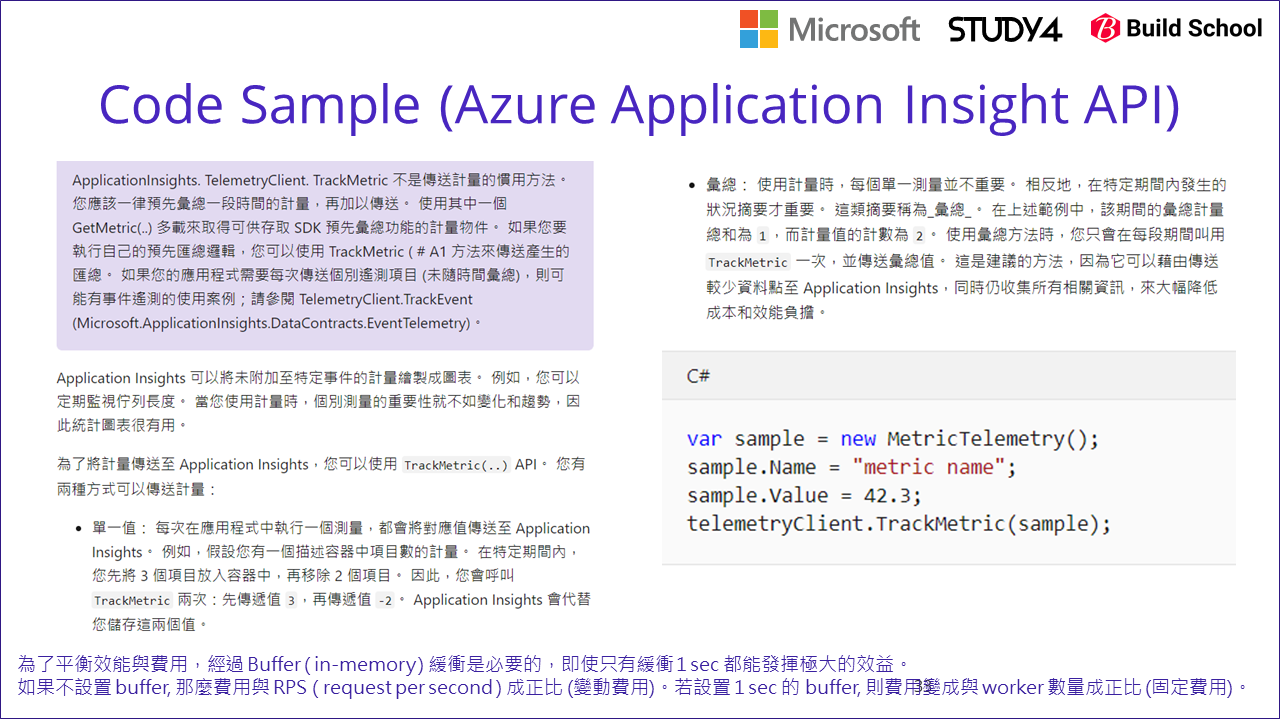 Microsoft STUDY4 Build School
Code Sample (Azure Application Insight API)
ApplicationInsights. TelemetryClient. TrackMetric 不是傳送計量的慣用方法。
您應該一律預先彙總一段時間的計量，再加以傳送。 使用其中一個
GetMetric(..) 多載來取得可供存取 SDK 預先彙總功能的計量物件。 如果您要
執行自己的預先匯總邏輯，您可以使用 TrackMetric ( # A1 方法來傳送產生的
匯總。 如果您的應用程式需要每次傳送個別遙測項目 (未隨時間彙總)，則可
能有事件遙測的使用案例；請參閱 TelemetryClient.TrackEvent
(Microsoft.ApplicationInsights.DataContracts.EventTelemetry)。
Application Insights 可以將未附加至特定事件的計量繪製成圖表。 例如，您可以
定期監視佇列長度。 當您使用計量時，個別測量的重要性就不如變化和趨勢，因
此統計圖表很有用。
為了將計量傳送至 Application Insights，您可以使用 TrackMetric(..) API。 您有
兩種方式可以傳送計量：
• 單一值： 每次在應用程式中執行一個測量，都會將對應值傳送至 Application
Insights。 例如，假設您有一個描述容器中項目數的計量。 在特定期間內，
您先將 3 個項目放入容器中，再移除 2 個項目。 因此，您會呼叫
TrackMetric 兩次：先傳遞值 3，再傳遞值 -2。 Application Insights 會代替
您儲存這兩個值。
• 彙總： 使用計量時，每個單一測量並不重要。 相反地，在特定期間內發生的
狀況摘要才重要。 這類摘要稱為_彙總_。 在上述範例中，該期間的彙總計量
總和為 1，而計量值的計數為 2。 使用彙總方法時，您只會在每段期間叫用
TrackMetric 一次，並傳送彙總值。 這是建議的方法，因為它可以藉由傳送
較少資料點至 Application Insights，同時仍收集所有相關資訊，來大幅降低
成本和效能負擔。
C#
var sample = new MetricTelemetry();
sample.Name = "metric name";
sample.Value = 42.3;
telemetryClient.TrackMetric(sample);
為了平衡效能與費用，經過 Buffer ( in-memory ) 緩衝是必要的，即使只有緩衝 1 sec 都能發揮極大的效益。
如果不設置 buffer, 那麼費用與 RPS ( request per second ) 成正比 (變動費用)。若設置 1 sec 的 buffer, 則費用變成與 worker 數量成正比 (固定費用)。